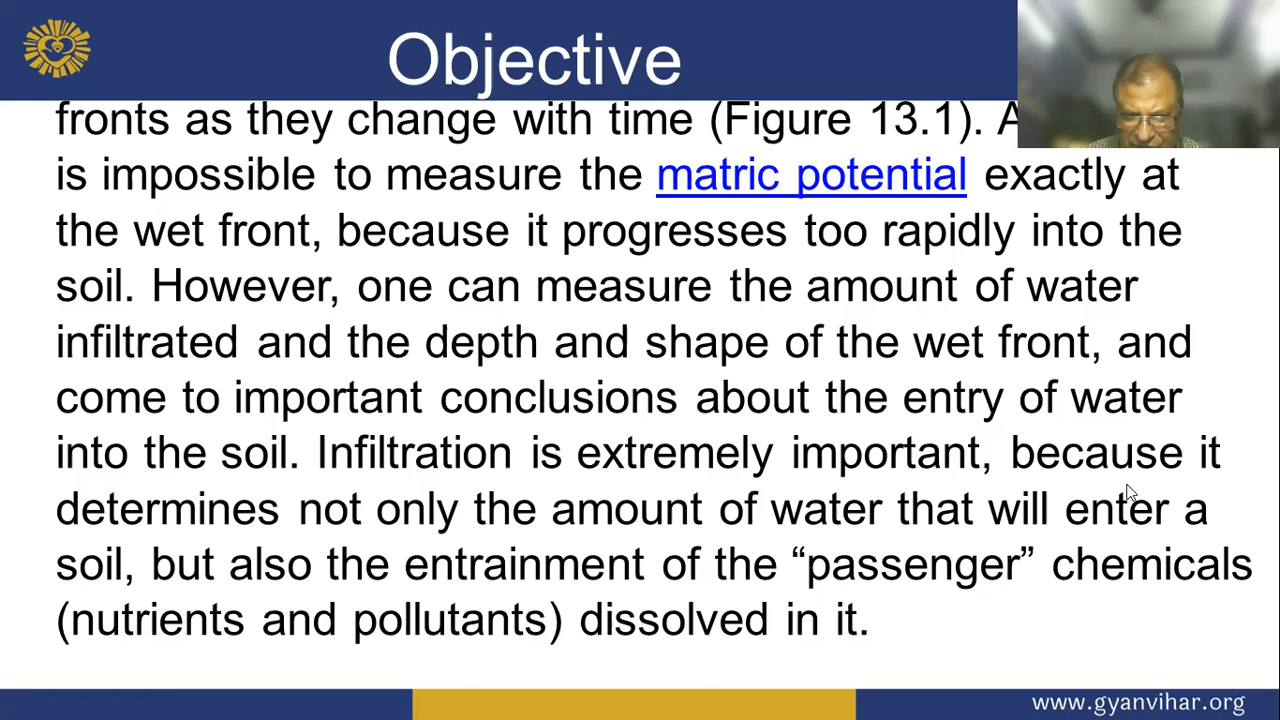 Objective
fronts as they change with time (Figure 13.1).
is impossible to measure the matric potential exactly at
the wet front, because it progresses too rapidly into the
soil. However, one can measure the amount of water
infiltrated and the depth and shape of the wet front, and
come to important conclusions about the entry of water
into the soil. Infiltration is extremely important, because it
determines not only the amount of water that will enter a
soil, but also the entrainment of the “passenger” chemicals
(nutrients and pollutants) dissolved in it.
www.gyanvihar.org